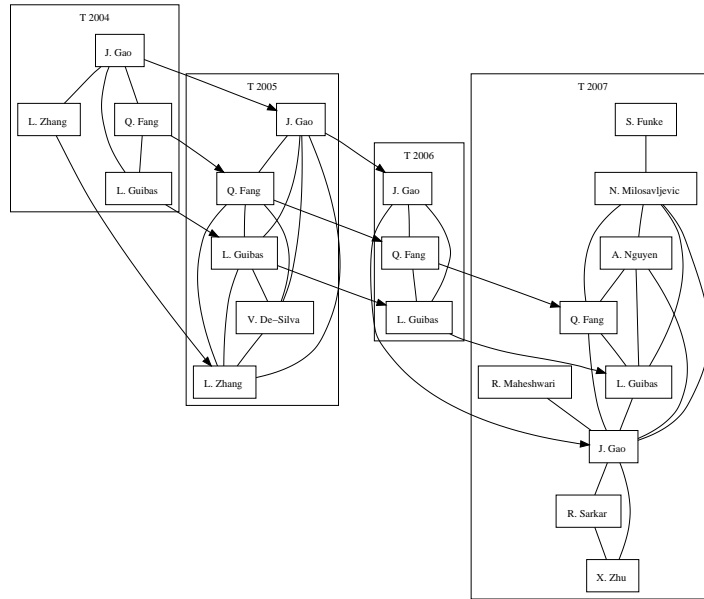 T 2004
J. Gao
L. Zhang
Q. Fang
L. Guibas
T 2005
J. Gao
Q. Fang
L. Guibas
V. De–Silva
L. Zhang
T 2006
J. Gao
Q. Fang
L. Guibas
T 2007
S. Funke
N. Milosavljevic
A. Nguyen
Q. Fang
R. Maheshwari
L. Guibas
J. Gao
R. Sarkar
X. Zhu